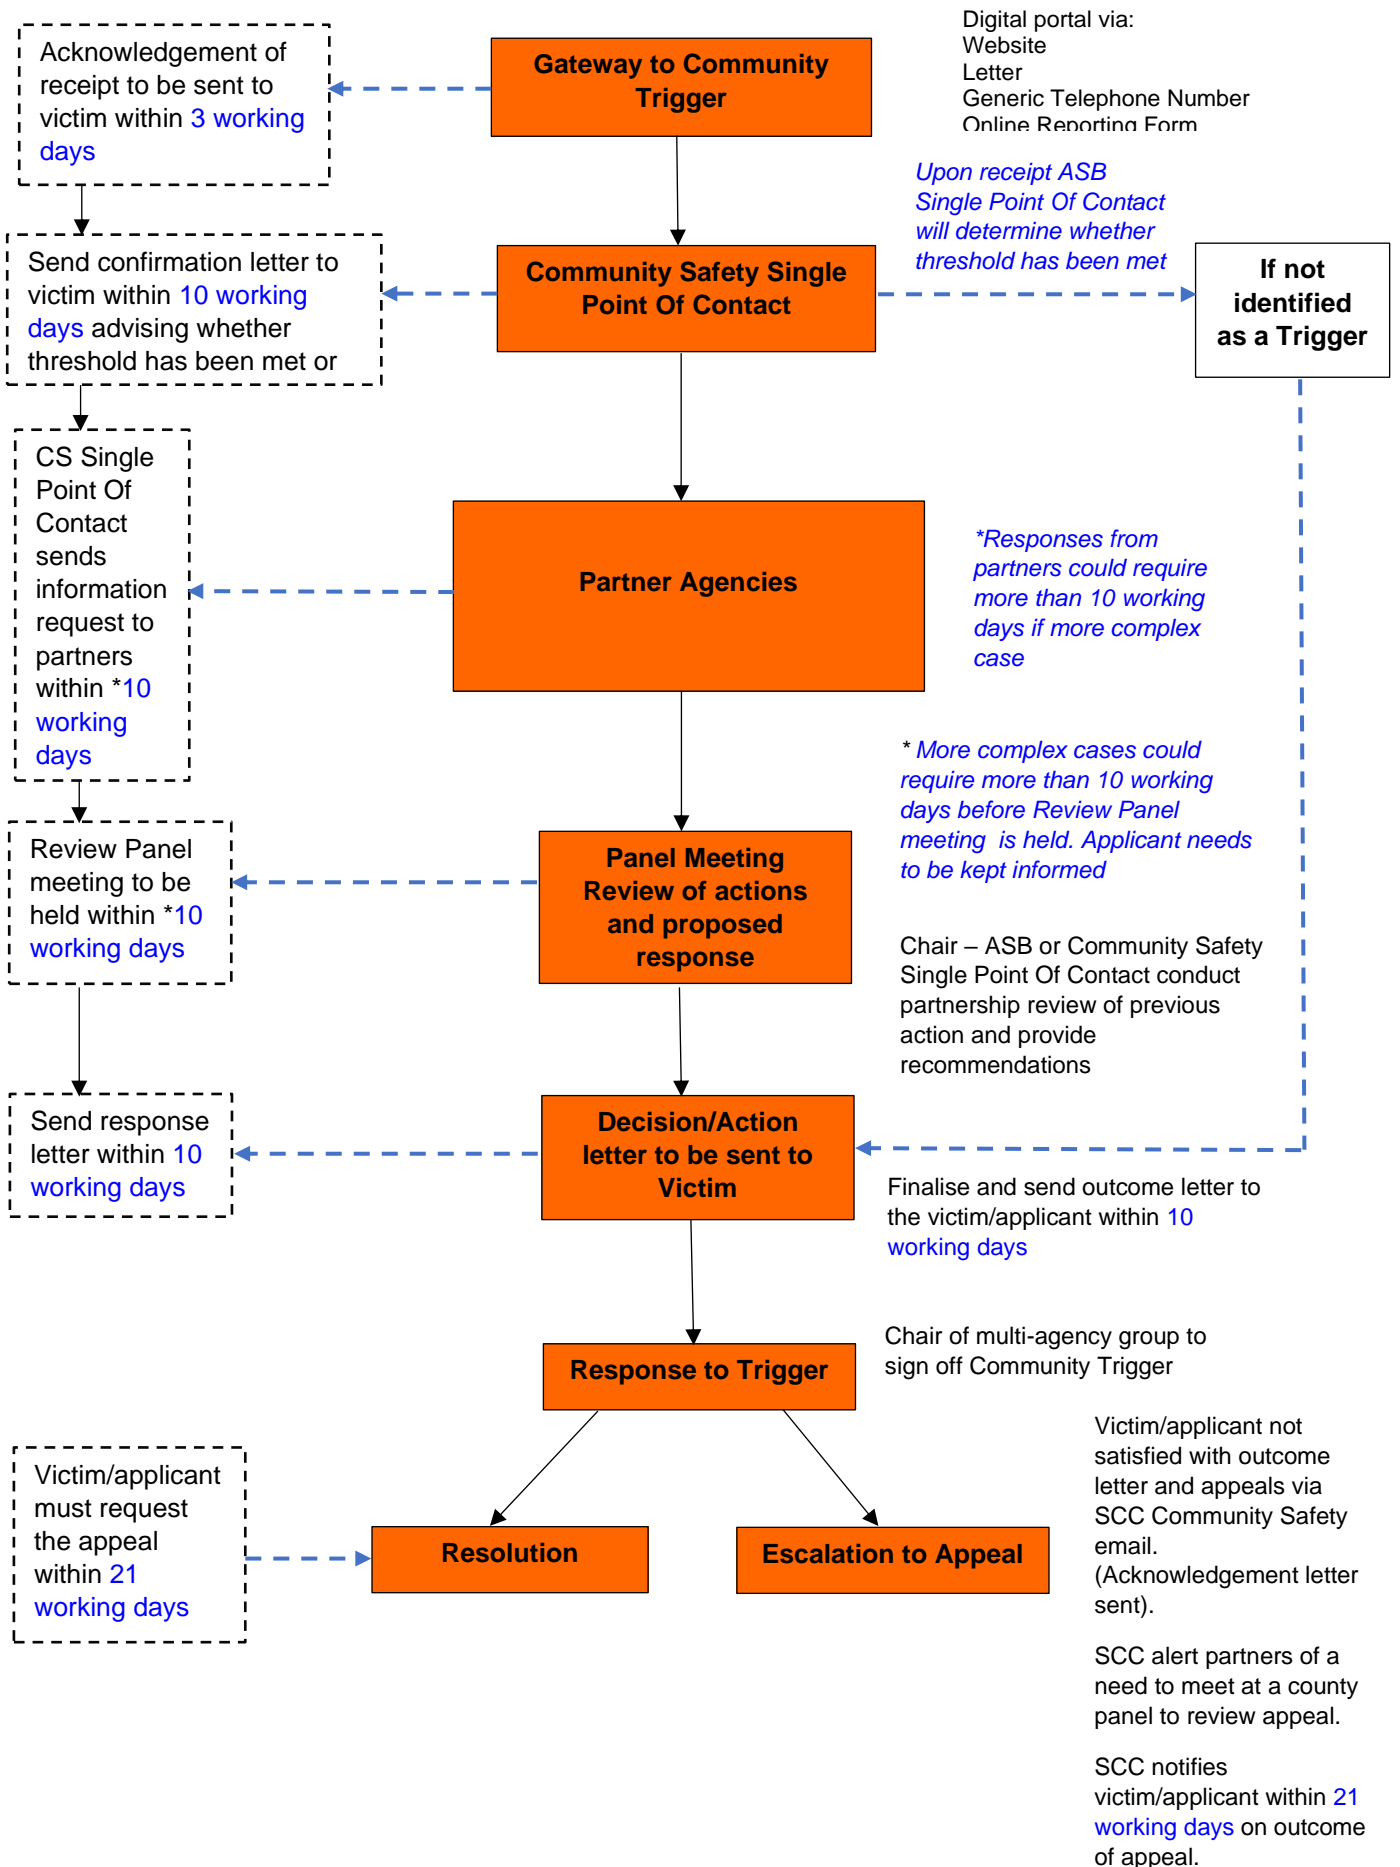 Digital portal via:
Website
Letter
Generic Telephone Number
Online Reporting Form
Acknowledgement of
receipt to be sent to
victim within 3 working
days
Gateway to Community
Trigger
Upon receipt ASB
Single Point Of Contact
will determine whether
threshold has been met
Send confirmation letter to
victim within 10 working
days advising whether
threshold has been met or
Community Safety Single
Point Of Contact
If not
identified
as a Trigger
CS Single
Point Of
Contact
sends
information
request to
partners
within *10
working
days
Partner Agencies
*Responses from
partners could require
more than 10 working
days if more complex
case
* More complex cases could
require more than 10 working
days before Review Panel
meeting is held. Applicant needs
to be kept informed
Review Panel
meeting to be
held within *10
working days
Panel Meeting
Review of actions
and proposed
response
Chair – ASB or Community Safety
Single Point Of Contact conduct
partnership review of previous
action and provide
recommendations
Send response
letter within 10
working days
Decision/Action
letter to be sent to
Victim
Finalise and send outcome letter to
the victim/applicant within 10
working days
Response to Trigger
Chair of multi-agency group to
sign off Community Trigger
Victim/applicant
must request
the appeal
within 21
working days
Resolution
Escalation to Appeal
Victim/applicant not
satisfied with outcome
letter and appeals via
SCC Community Safety
email.
(Acknowledgement letter
sent).
SCC alert partners of a
need to meet at a county
panel to review appeal.
SCC notifies
victim/applicant within 21
working days on outcome
of appeal.